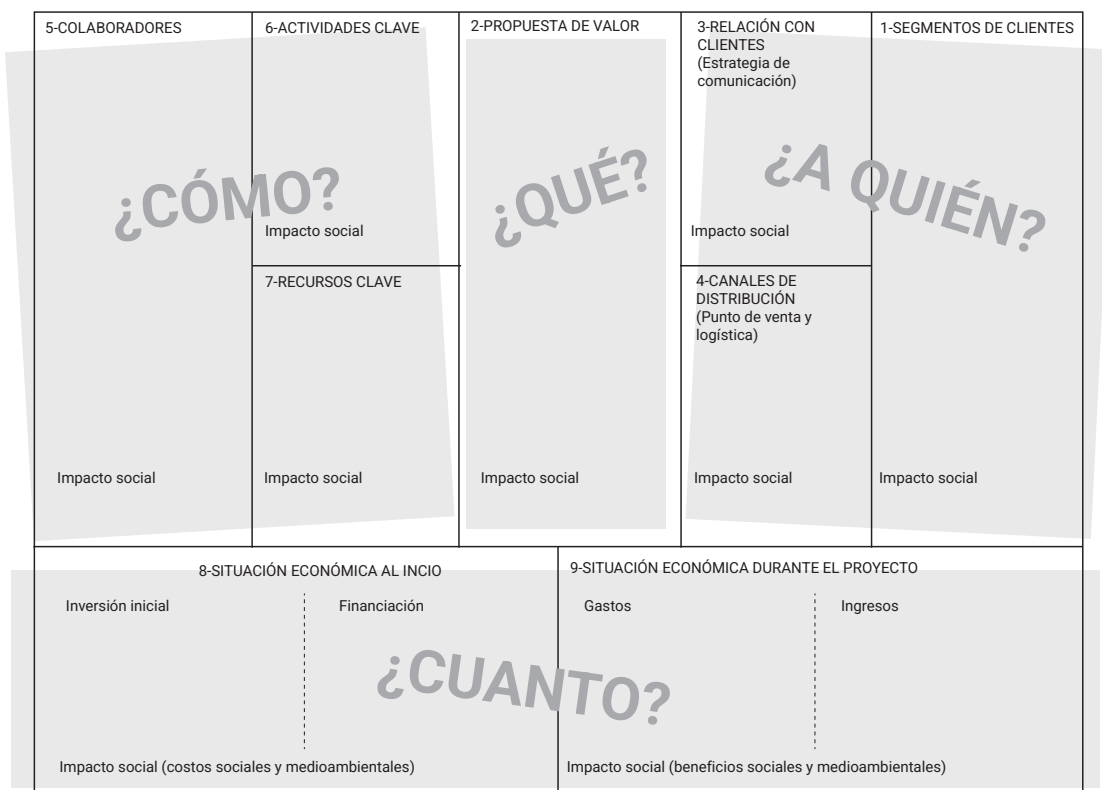 5-COLABORADORES
6-ACTIVIDADES CLAVE
2-PROPUESTA DE VALOR
3-RELACIÓN CON
CLIENTES
(Estrategia de
comunicación)
1-SEGMENTOS DE CLIENTES
¿CÓMO?
¿QUÉ?
¿A QUIÉN?
Impacto social
Impacto social
7-RECURSOS CLAVE
4-CANALES DE
DISTRIBUCIÓN
(Punto de venta y
logística)
Impacto social
Impacto social
Impacto social
Impacto social
Impacto social
8-SITUACIÓN ECONÓMICA AL INCIO
9-SITUACIÓN ECONÓMICA DURANTE EL PROYECTO
Inversión inicial
Financiación
Gastos
Ingresos
¿CUANTO?
Impacto social (costos sociales y medioambientales)
Impacto social (beneficios sociales y medioambientales)